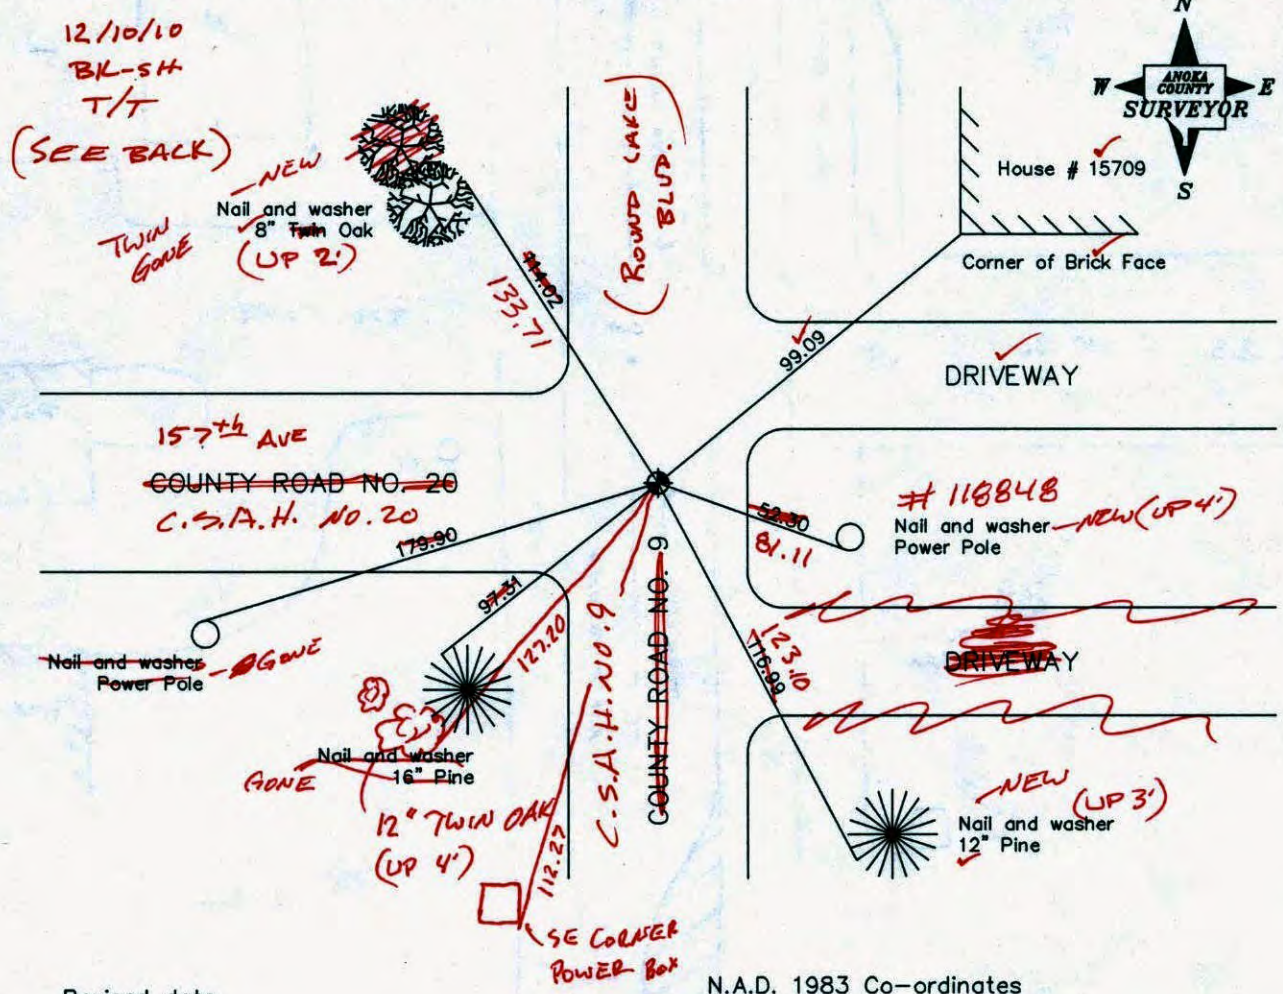 12/10/10
BK-SH
T/T
(SEE BACK)
N
W
ANOKA
COUNTY
SURVEYOR
E
S
NEW
Nail and washer
8" Twin Oak
(UP 2')
TWIN
GONE
114.02
133.71
(ROUND LAKE
BLVD.)
House # 15709
Corner of Brick Face
99.09
DRIVEWAY
157th AVE
COUNTY ROAD NO. 20
C.S.A.H. NO. 20
179.90
97.31
127.20
52.30
81.11
# 118848
Nail and washer NEW (UP 4')
Power Pole
Nail and washer
Power Pole GONE
C.S.A.H. NO. 9
COUNTY ROAD NO. 9
123.10
116.99
DRIVEWAY
Nail and washer
16" Pine
GONE
12" TWIN OAK
(UP 4')
112.27
NEW
(UP 3')
Nail and washer
12" Pine
SE CORNER
POWER BOX
N.A.D. 1983 Co-ordinates